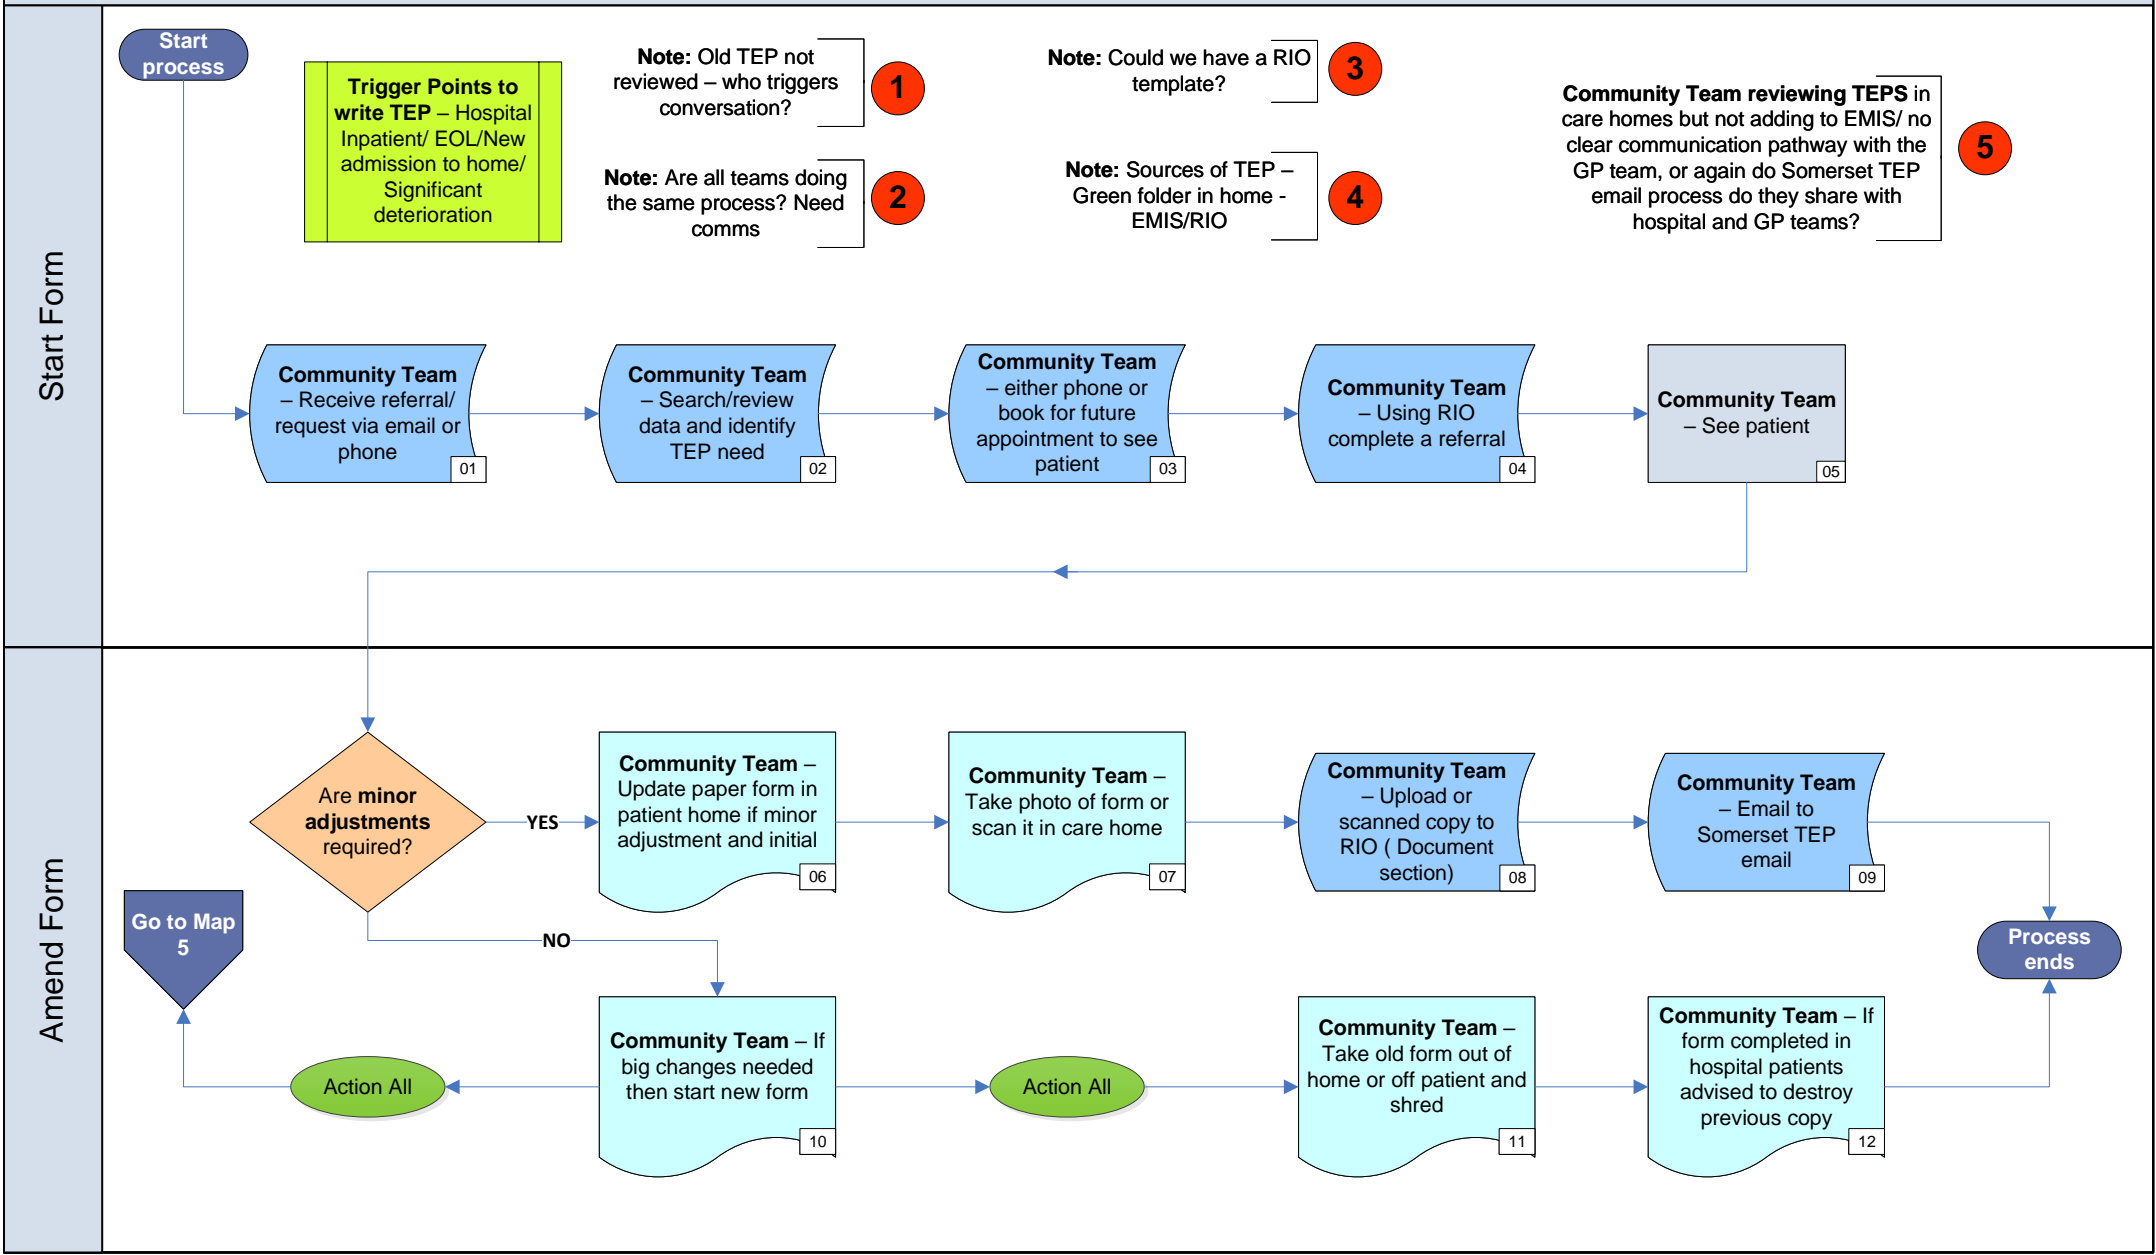 Start Form
Start
process
Trigger Points to
write TEP – Hospital
Inpatient/ EOL/New
admission to home/
Significant
deterioration
Note: Old TEP not
reviewed – who triggers
conversation?
1
Note: Are all teams doing
the same process? Need
comms
2
Note: Could we have a RIO
template?
3
Note: Sources of TEP –
Green folder in home -
EMIS/RIO
4
Community Team reviewing TEPS in
care homes but not adding to EMIS/ no
clear communication pathway with the
GP team, or again do Somerset TEP
email process do they share with
hospital and GP teams?
5
Community Team
– Receive referral/
request via email or
phone
01
Community Team
– Search/review
data and identify
TEP need
02
Community Team
– either phone or
book for future
appointment to see
patient
03
Community Team
– Using RIO
complete a referral
04
Community Team
– See patient
05
Amend Form
Are minor
adjustments
required?
YES
Community Team –
Update paper form in
patient home if minor
adjustment and initial
06
Community Team –
Take photo of form or
scan it in care home
07
Community Team
– Upload or
scanned copy to
RIO ( Document
section)
08
Community Team
– Email to
Somerset TEP
email
09
Process
ends
NO
Go to Map
5
Action All
Community Team – If
big changes needed
then start new form
10
Action All
Community Team –
Take old form out of
home or off patient and
shred
11
Community Team – If
form completed in
hospital patients
advised to destroy
previous copy
12